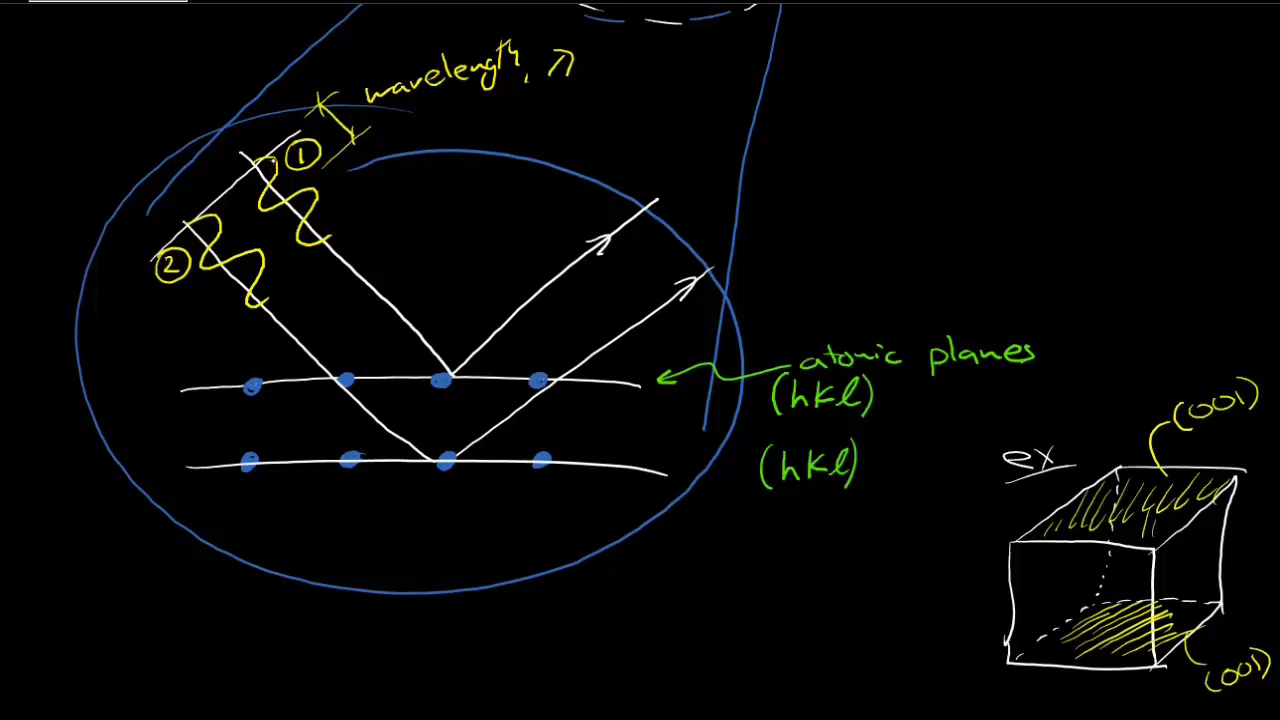 wavelength, λ
①
②
atomic planes
(hkl)
(hkl)
(001)
ex
(001)